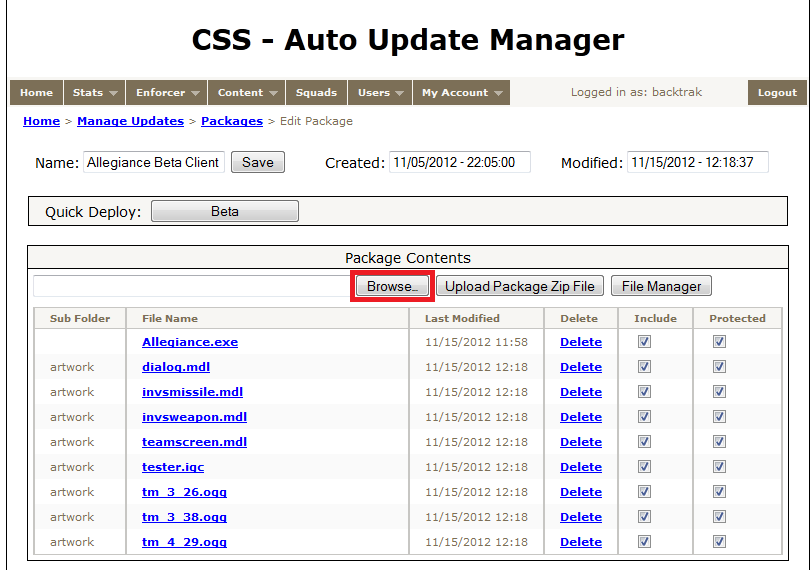 CSS - Auto Update Manager
Home Stats Enforcer Content Squads Users My Account Logged in as: backtrak Logout
Home > Manage Updates > Packages > Edit Package
Name: Allegiance Beta Client Save Created: 11/05/2012 - 22:05:00 Modified: 11/15/2012 - 12:18:37
Quick Deploy: Beta
Package Contents
Browse... Upload Package Zip File File Manager
Sub Folder File Name Last Modified Delete Include Protected
Allegiance.exe 11/15/2012 11:58 Delete
artwork dialog.mdl 11/15/2012 12:18 Delete
artwork invsmissile.mdl 11/15/2012 12:18 Delete
artwork invsweapon.mdl 11/15/2012 12:18 Delete
artwork teamscreen.mdl 11/15/2012 12:18 Delete
artwork tester.igc 11/15/2012 12:18 Delete
artwork tm_3_26.ogg 11/15/2012 12:18 Delete
artwork tm_3_38.ogg 11/15/2012 12:18 Delete
artwork tm_4_29.ogg 11/15/2012 12:18 Delete